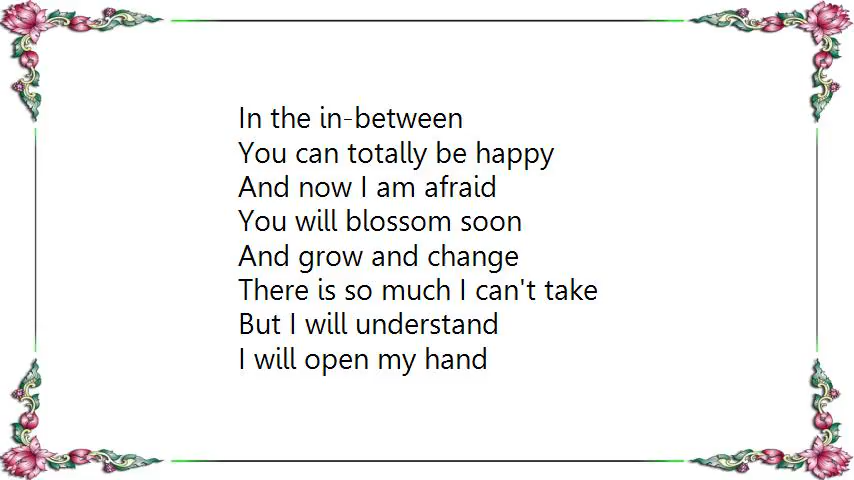 In the in-between
You can totally be happy
And now I am afraid
You will blossom soon
And grow and change
There is so much I can't take
But I will understand
I will open my hand